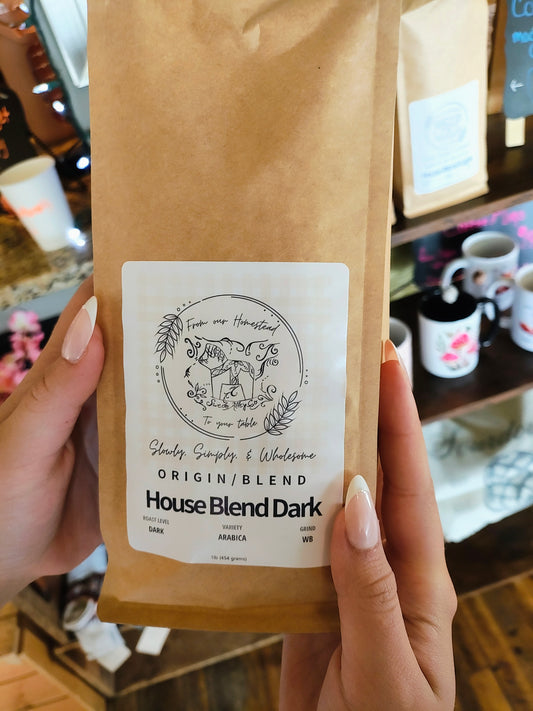 From our Homestead
To your table
Slowly, Simply, & Wholesome
ORIGIN/BLEND
House Blend Dark
ROAST LEVEL
DARK
VARIETY
ARABICA
GRIND
WB
1lb (454 grams)